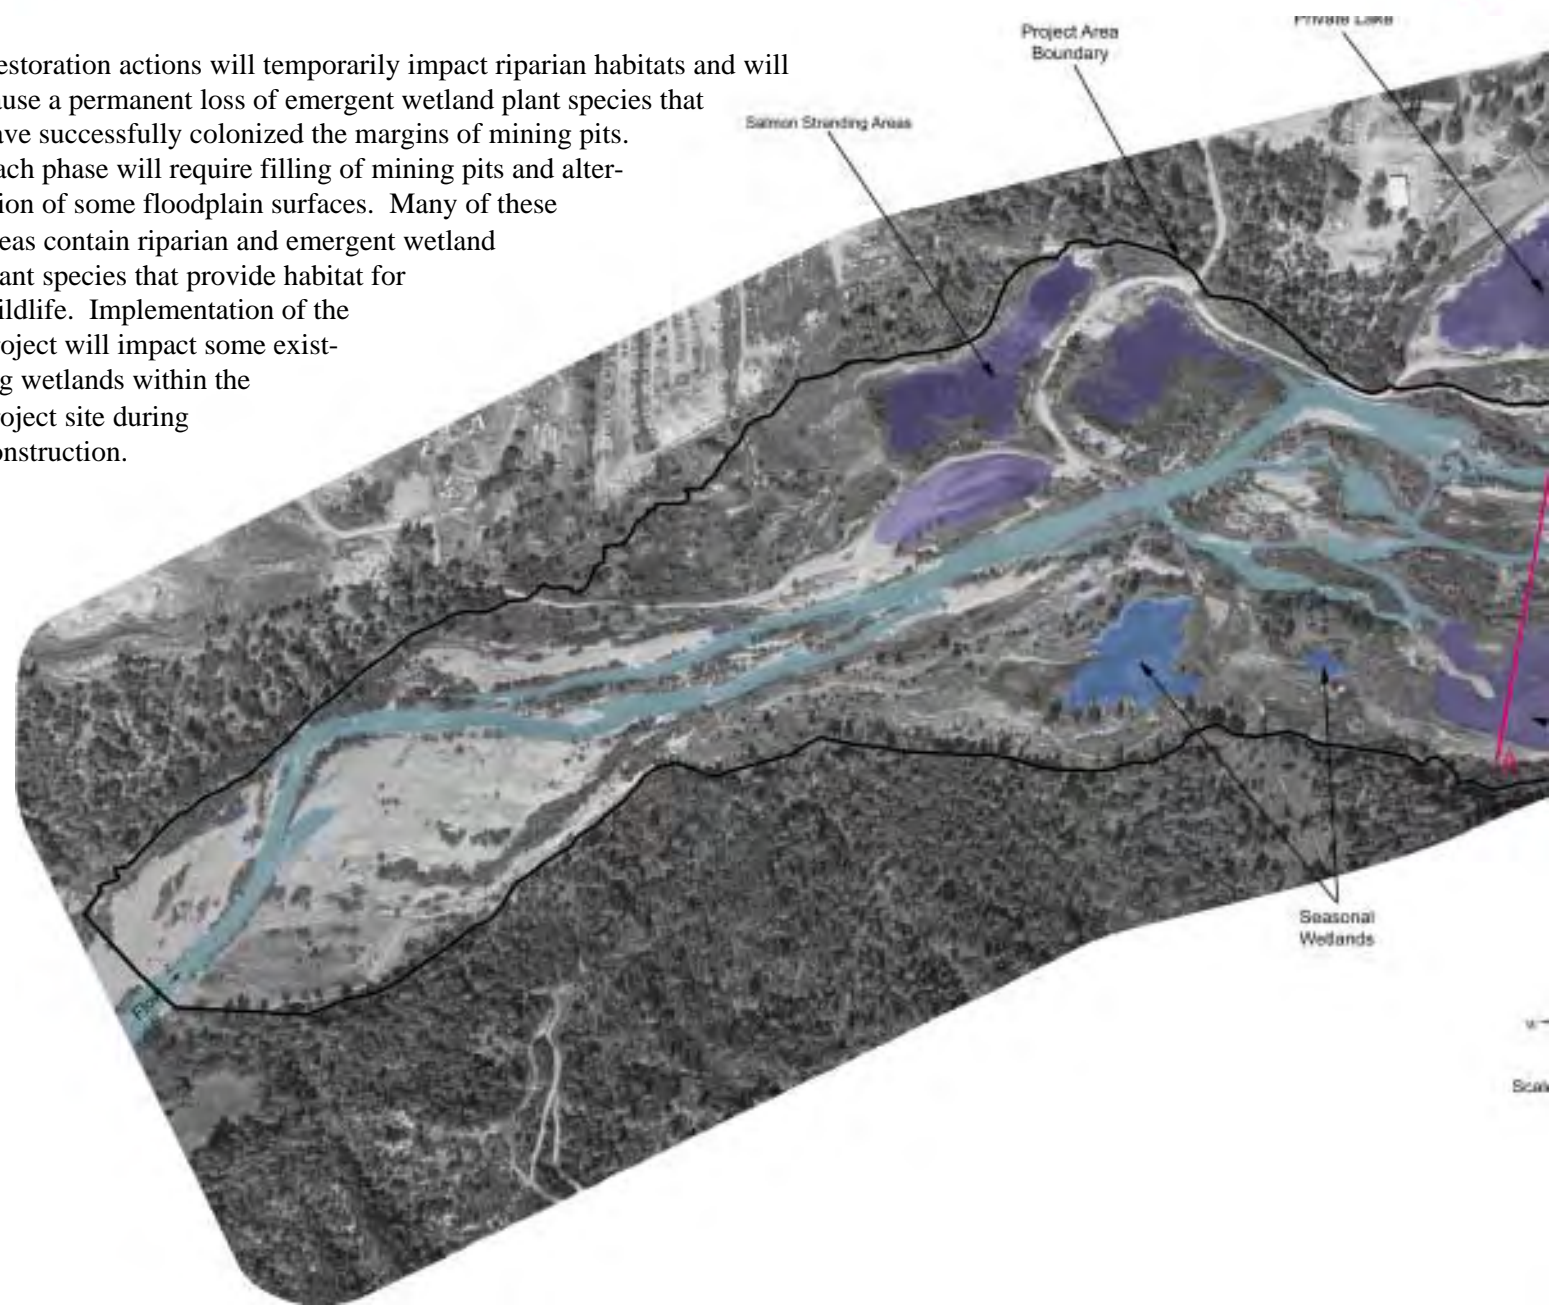 estoration actions will temporarily impact riparian habitats and will
ause a permanent loss of emergent wetland plant species that
ave successfully colonized the margins of mining pits.
ach phase will require filling of mining pits and alter-
ion of some floodplain surfaces.  Many of these
eas contain riparian and emergent wetland
ant species that provide habitat for
ildlife.  Implementation of the
roject will impact some exist-
g wetlands within the
roject site during
onstruction.
Private Lake
Project Area
Boundary
Salmon Stranding Areas
Seasonal
Wetlands
Flow
Scale